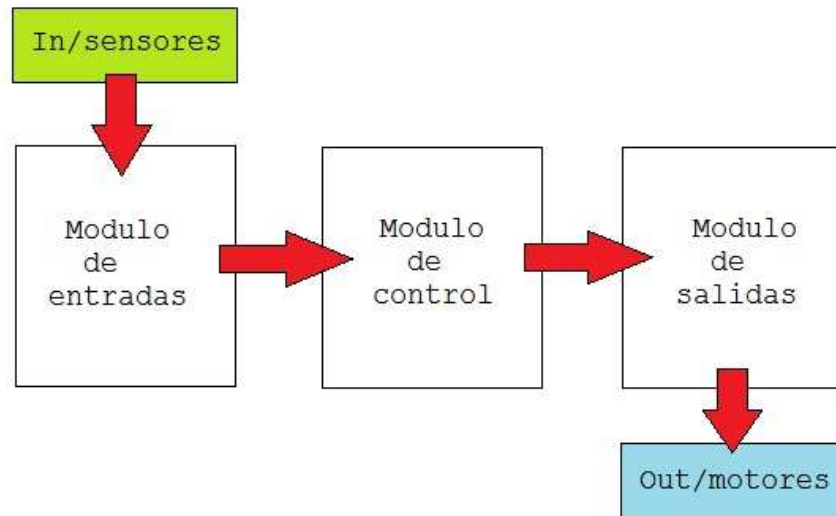 In/sensores
Modulo
de
entradas
Modulo
de
control
Modulo
de
salidas
Out/motores